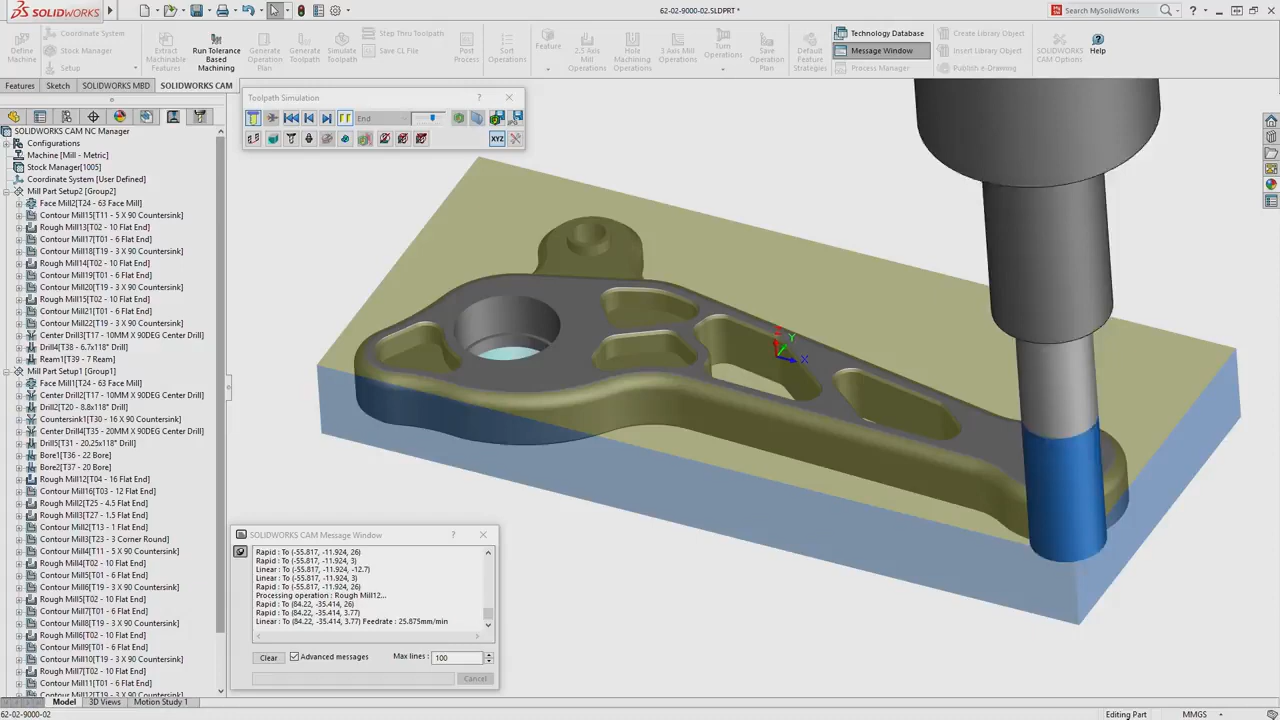 SOLIDWORKS
62-02-9000-02.SLDPRT *
Search MySolidWorks
Define Machine
Coordinate System
Stock Manager
Setup
Extract Machinable Features
Run Tolerance Based Machining
Generate Operation Plan
Generate Toolpath
Simulate Toolpath
Step Thru Toolpath
Save CL File
Post Process
Sort Operations
Feature
2.5 Axis Mill Operations
Hole Machining Operations
3 Axis Mill Operations
Turn Operations
Save Operation Plan
Default Feature Strategies
Technology Database
Message Window
Process Manager
Create Library Object
Insert Library Object
Publish e-Drawing
SOLIDWORKS CAM Options
Help
Features
Sketch
SOLIDWORKS MBD
SOLIDWORKS CAM
Toolpath Simulation
?
End
XYZ
SOLIDWORKS CAM NC Manager
Configurations
Machine [Mill - Metric]
Stock Manager[1005]
Coordinate System [User Defined]
Mill Part Setup2 [Group2]
Face Mill2[T24 - 63 Face Mill]
Contour Mill15[T11 - 5 X 90 Countersink]
Rough Mill13[T02 - 10 Flat End]
Contour Mill17[T01 - 6 Flat End]
Contour Mill18[T19 - 3 X 90 Countersink]
Rough Mill14[T02 - 10 Flat End]
Contour Mill19[T01 - 6 Flat End]
Contour Mill20[T19 - 3 X 90 Countersink]
Rough Mill15[T02 - 10 Flat End]
Contour Mill21[T01 - 6 Flat End]
Contour Mill22[T19 - 3 X 90 Countersink]
Center Drill3[T17 - 10MM X 90DEG Center Drill]
Drill4[T38 - 6.7x118° Drill]
Ream1[T39 - 7 Ream]
Mill Part Setup1 [Group1]
Face Mill1[T24 - 63 Face Mill]
Center Drill2[T17 - 10MM X 90DEG Center Drill]
Drill2[T20 - 8.8x118° Drill]
Countersink1[T30 - 16 X 90 Countersink]
Center Drill4[T35 - 20MM X 90DEG Center Drill]
Drill5[T31 - 20.25x118° Drill]
Bore1[T36 - 22 Bore]
Bore2[T37 - 20 Bore]
Rough Mill12[T04 - 16 Flat End]
Contour Mill16[T03 - 12 Flat End]
Rough Mill2[T25 - 4.5 Flat End]
Rough Mill3[T27 - 1.5 Flat End]
Contour Mill2[T13 - 1 Flat End]
Contour Mill3[T23 - 3 Corner Round]
Contour Mill4[T11 - 5 X 90 Countersink]
Rough Mill4[T02 - 10 Flat End]
Contour Mill5[T01 - 6 Flat End]
Contour Mill6[T19 - 3 X 90 Countersink]
Rough Mill5[T02 - 10 Flat End]
Contour Mill7[T01 - 6 Flat End]
Contour Mill8[T19 - 3 X 90 Countersink]
Rough Mill6[T02 - 10 Flat End]
Contour Mill9[T01 - 6 Flat End]
Contour Mill10[T19 - 3 X 90 Countersink]
Rough Mill7[T02 - 10 Flat End]
Contour Mill11[T01 - 6 Flat End]
Contour Mill12[T19 - 3 X 90 Countersink]
Z
Y
X
SOLIDWORKS CAM Message Window
?
Rapid : To (-55.817, -11.924, 26)
Rapid : To (-55.817, -11.924, 3)
Linear : To (-55.817, -11.924, -12.7)
Linear : To (-55.817, -11.924, 3)
Rapid : To (-55.817, -11.924, 26)
Processing operation : Rough Mill12...
Rapid : To (84.22, -35.414, 26)
Rapid : To (84.22, -35.414, 3.77)
Linear : To (84.22, -35.414, 3.77) Feedrate : 25.875mm/min
Clear
Advanced messages
Max lines :
100
Cancel
Model
3D Views
Motion Study 1
62-02-9000-02
Editing Part
MMGS